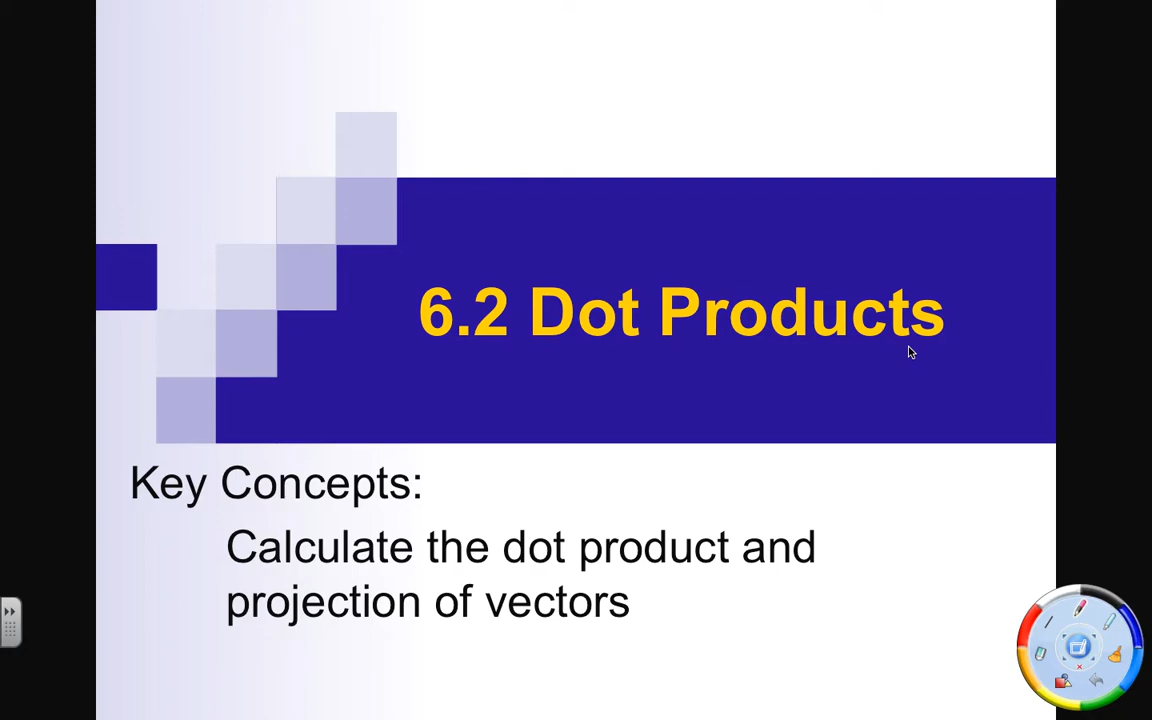 6.2 Dot Products
Key Concepts:
Calculate the dot product and
projection of vectors